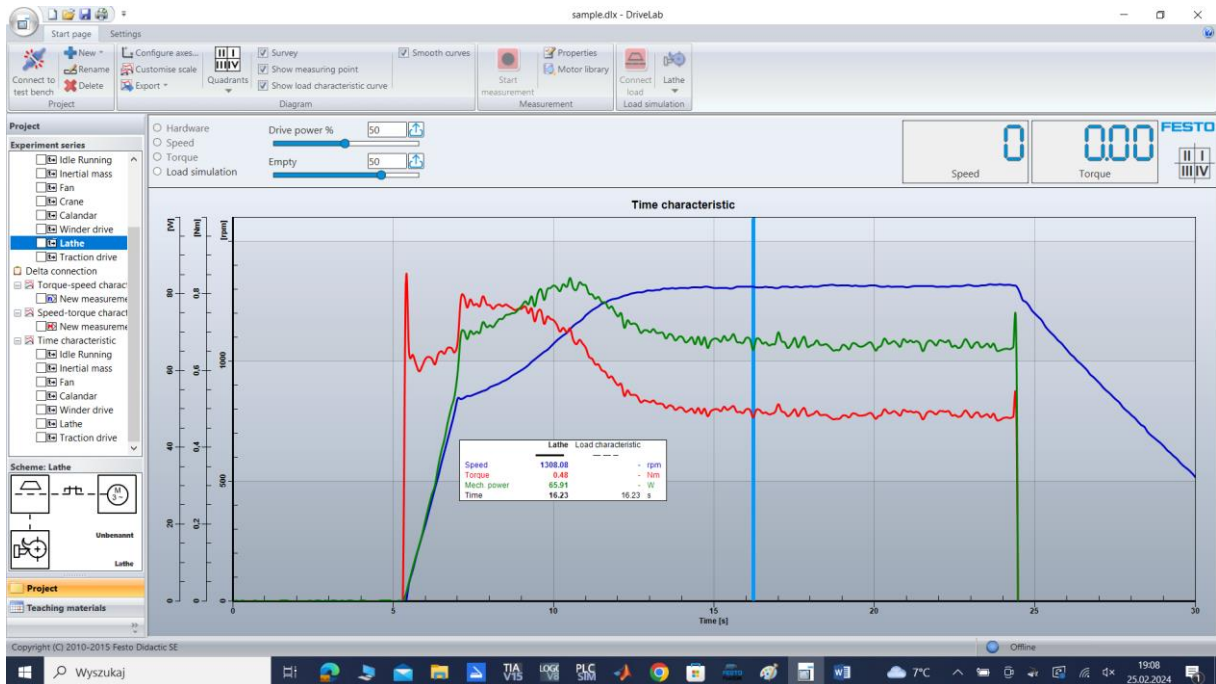 sample.dlx - DriveLab
Start page Settings
Connect to test bench
New
Rename
Delete
Project
Configure axes...
Customise scale
Export
Quadrants
Survey
Show measuring point
Show load characteristic curve
Smooth curves
Diagram
Start measurement
Properties
Motor library
Measurement
Connect load
Lathe
Load simulation
Project
Experiment series
Idle Running
Inertial mass
Fan
Crane
Calandar
Winder drive
Lathe
Traction drive
Delta connection
Torque-speed charac
New measureme
Speed-torque charact
New measureme
Time characteristic
Idle Running
Inertial mass
Fan
Calandar
Winder drive
Lathe
Traction drive
Scheme: Lathe
M
3 ~
Unbenannt
Lathe
Project
Teaching materials
Hardware
Speed
Torque
Load simulation
Drive power % 50
Empty 50
0
Speed
0.00
Torque
FESTO
II I
III IV
Time characteristic
[W] [Nm] [rpm]
80 0,8
1000
60 0,6
40 0,4
500
20 0,2
0 0 0
0 5 10 15 20 25 30
Time [s]
Lathe Load characteristic
Speed 1308.08 - rpm
Torque 0.48 - Nm
Mech. power 65.91 - W
Time 16.23 16.23 s
Copyright (C) 2010-2015 Festo Didactic SE
Offline
Wyszukaj
TIA V15
LOGO V8
PLC SIM
FESTO
7°C
19:08
25.02.2024
1